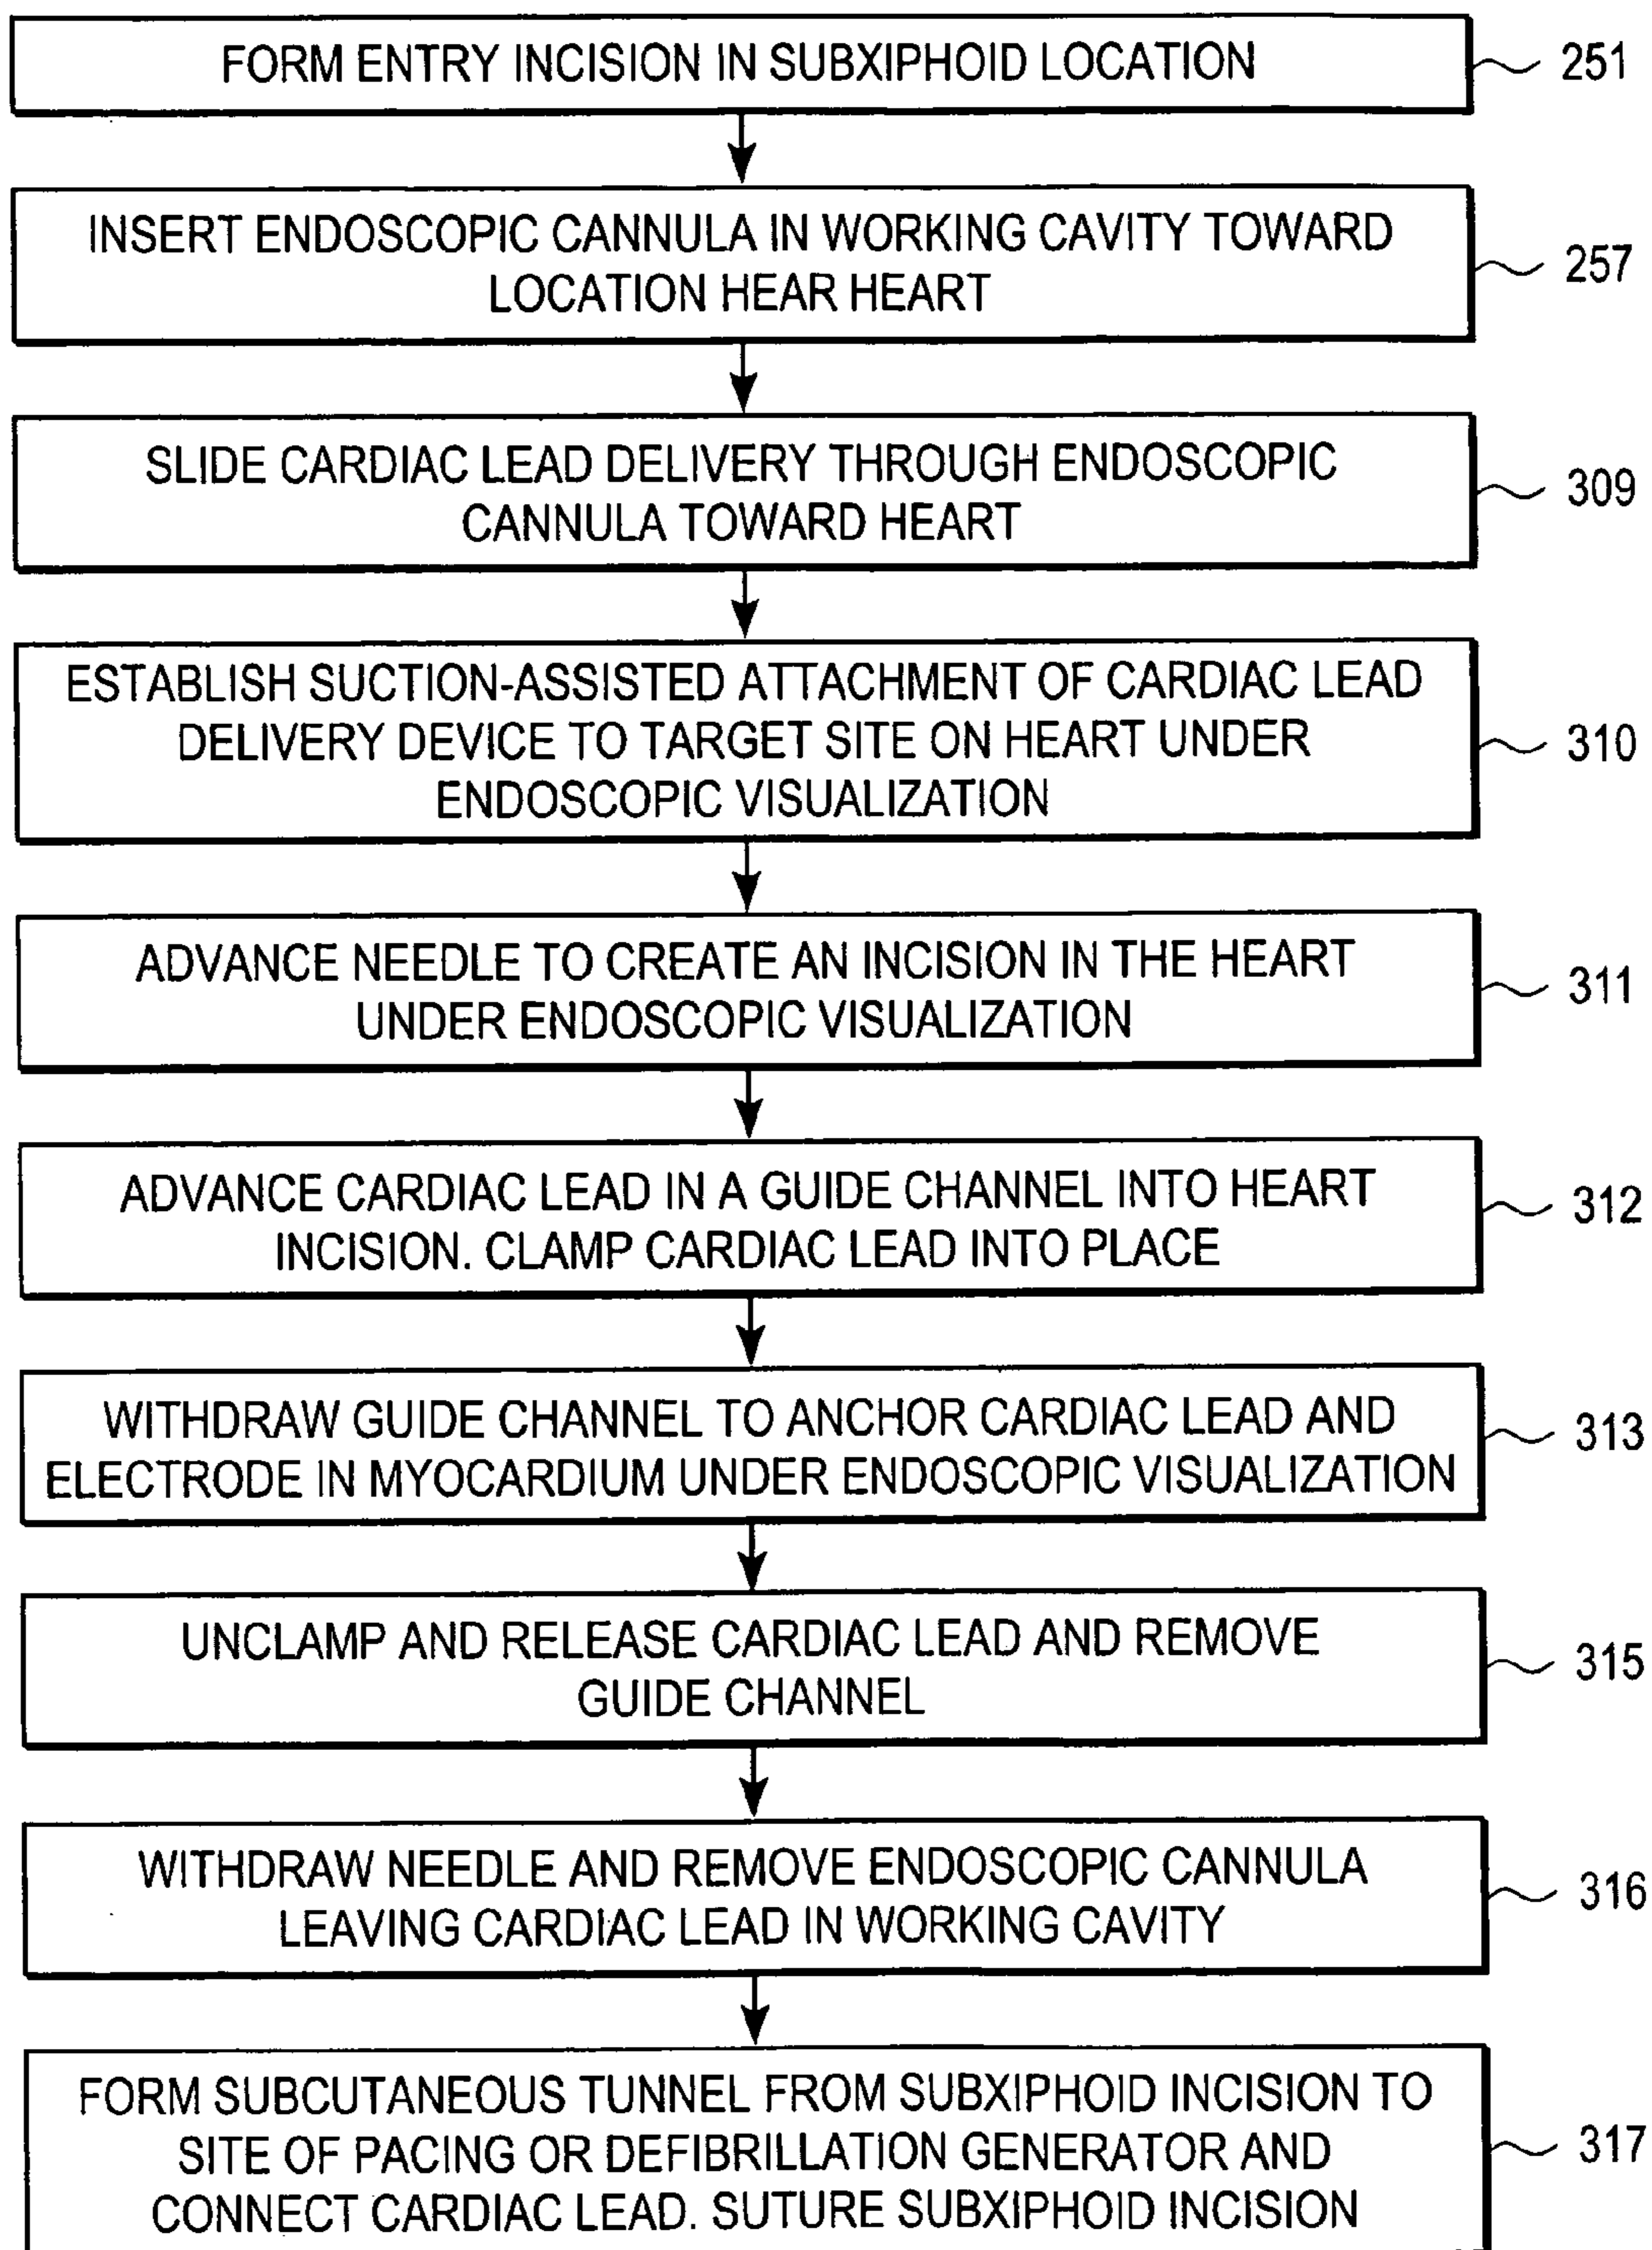 FORM ENTRY INCISION IN SUBXIPHOID LOCATION
251
INSERT ENDOSCOPIC CANNULA IN WORKING CAVITY TOWARD
LOCATION HEAR HEART
257
SLIDE CARDIAC LEAD DELIVERY THROUGH ENDOSCOPIC
CANNULA TOWARD HEART
309
ESTABLISH SUCTION-ASSISTED ATTACHMENT OF CARDIAC LEAD
DELIVERY DEVICE TO TARGET SITE ON HEART UNDER
ENDOSCOPIC VISUALIZATION
310
ADVANCE NEEDLE TO CREATE AN INCISION IN THE HEART
UNDER ENDOSCOPIC VISUALIZATION
311
ADVANCE CARDIAC LEAD IN A GUIDE CHANNEL INTO HEART
INCISION. CLAMP CARDIAC LEAD INTO PLACE
312
WITHDRAW GUIDE CHANNEL TO ANCHOR CARDIAC LEAD AND
ELECTRODE IN MYOCARDIUM UNDER ENDOSCOPIC VISUALIZATION
313
UNCLAMP AND RELEASE CARDIAC LEAD AND REMOVE
GUIDE CHANNEL
315
WITHDRAW NEEDLE AND REMOVE ENDOSCOPIC CANNULA
LEAVING CARDIAC LEAD IN WORKING CAVITY
316
FORM SUBCUTANEOUS TUNNEL FROM SUBXIPHOID INCISION TO
SITE OF PACING OR DEFIBRILLATION GENERATOR AND
CONNECT CARDIAC LEAD. SUTURE SUBXIPHOID INCISION
317